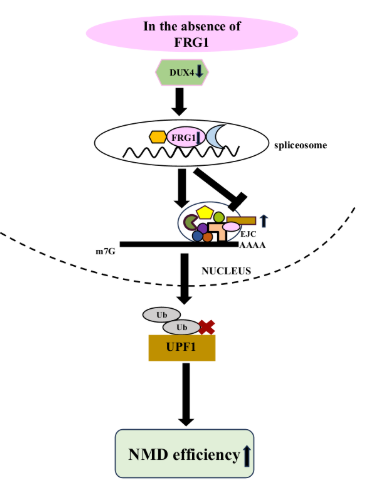 In the absence of
FRG1
DUX4
FRG1
spliceosome
EJC
m7G
AAAA
NUCLEUS
Ub
Ub
UPF1
NMD efficiency